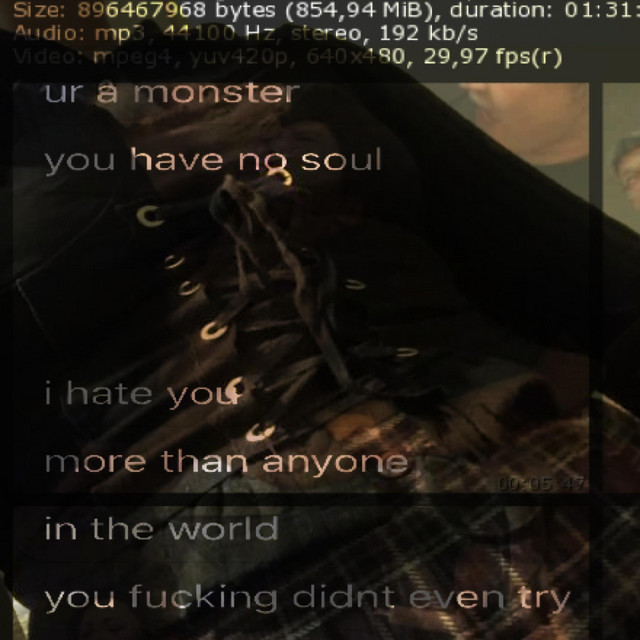 Size: 896467968 bytes (854,94 MiB), duration: 01:31:
Audio: mp3, 44100 Hz, stereo, 192 kb/s
Video: mpeg4, yuv420p, 640x480, 29,97 fps(r)
ur a monster
you have no soul
i hate you
more than anyone
00:05:47
in the world
you fucking didnt even try